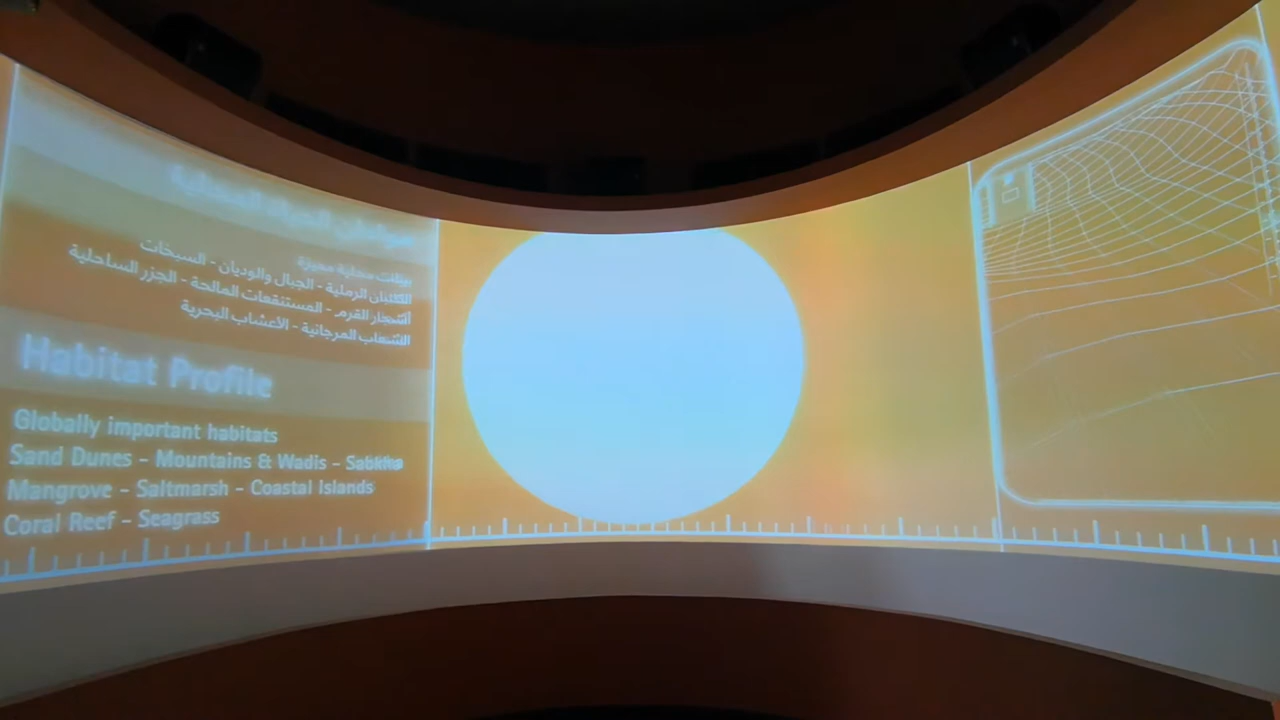 بيئات محلية مميزة
الكثبان الرملية - الجبال والوديان - السبخات
أشجار القرم - المستنقعات المالحة - الجزر الساحلية
الشعاب المرجانية - الأعشاب البحرية
Habitat Profile
Globally important habitats
Sand Dunes - Mountains & Wadis - Sabkha
Mangrove - Saltmarsh - Coastal Islands
Coral Reef - Seagrass